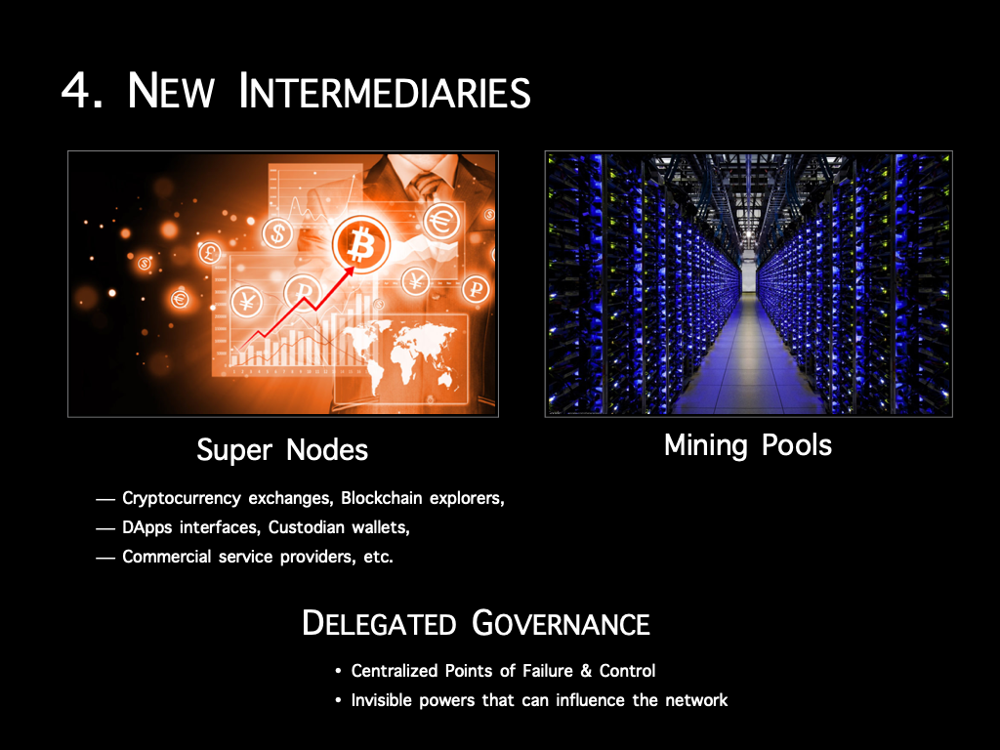 4. New Intermediaries
Super Nodes
Mining Pools
— Cryptocurrency exchanges, Blockchain explorers,
— DApps interfaces, Custodian wallets,
— Commercial service providers, etc.
Delegated Governance
• Centralized Points of Failure & Control
• Invisible powers that can influence the network